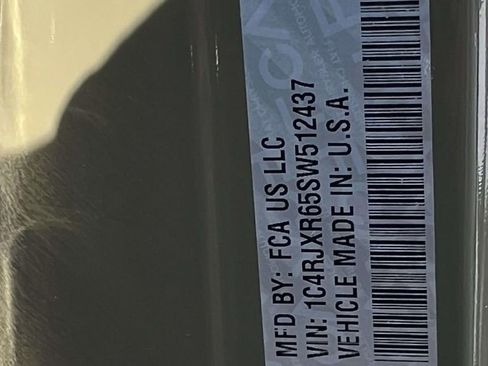 MFD BY: FCA US LLC
VIN: 1C4RJXR65SW512437
VEHICLE MADE IN: U.S.A.